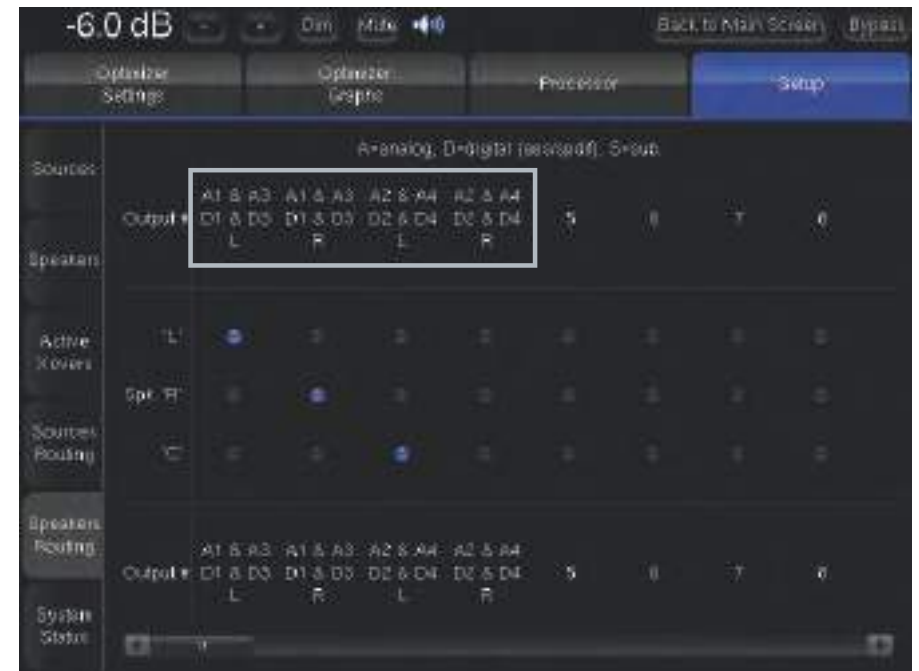 -6.0 dB - + Dim Mute Back to Main Screen Bypass
Optimizer Settings Optimizer Graphs Processor Setup
A=analog, D=digital (aes/spdif), S=sub
Sources
Speakers
Active Xovers
Sources Routing
Speakers Routing
System Status
A1 & A3 A1 & A3 A2 & A4 A2 & A4
Output # D1 & D3 D1 & D3 D2 & D4 D2 & D4 5 6 7 8
L R L R
"L"
Spk "R"
"C"
A1 & A3 A1 & A3 A2 & A4 A2 & A4
Output # D1 & D3 D1 & D3 D2 & D4 D2 & D4 5 6 7 8
L R L R